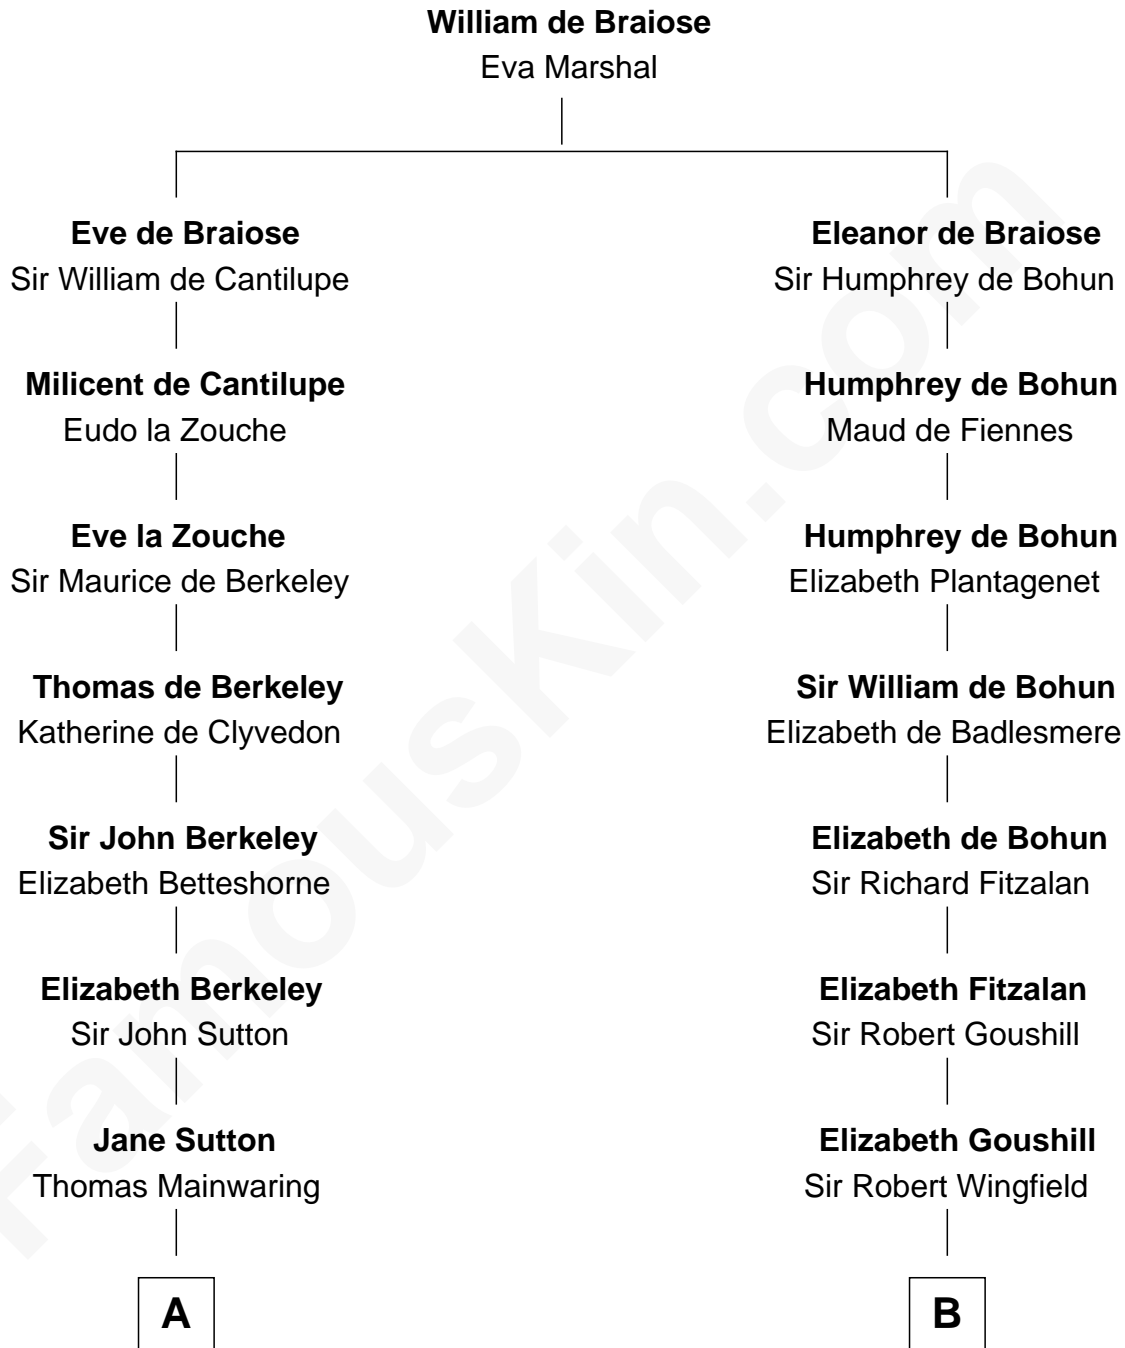 William de Braiose
Eva Marshal
Eve de Braiose
Sir William de Cantilupe
Eleanor de Braiose
Sir Humphrey de Bohun
Milicent de Cantilupe
Eudo la Zouche
Humphrey de Bohun
Maud de Fiennes
Eve la Zouche
Sir Maurice de Berkeley
Humphrey de Bohun
Elizabeth Plantagenet
Thomas de Berkeley
Katherine de Clyvedon
Sir William de Bohun
Elizabeth de Badlesmere
Sir John Berkeley
Elizabeth Betteshorne
Elizabeth de Bohun
Sir Richard Fitzalan
Elizabeth Berkeley
Sir John Sutton
Elizabeth Fitzalan
Sir Robert Goushill
Jane Sutton
Thomas Mainwaring
Elizabeth Goushill
Sir Robert Wingfield
A
B
FamousKin.com